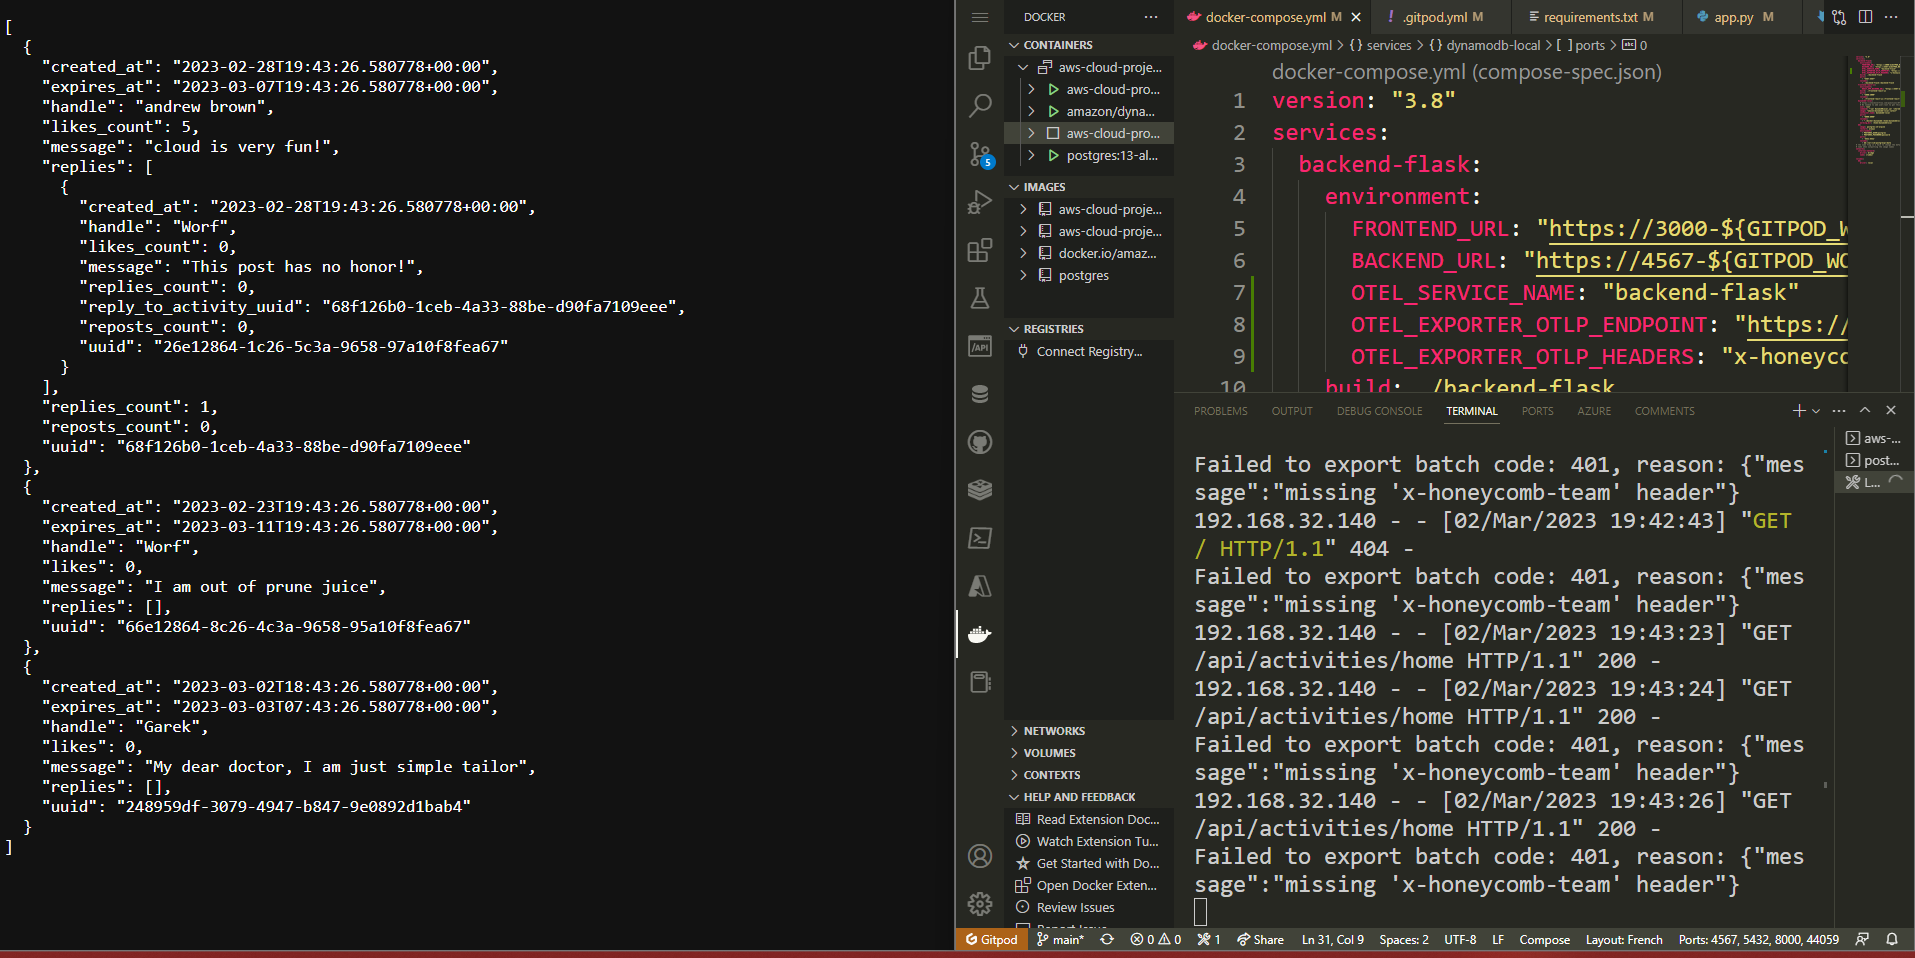 [
  {
    "created_at": "2023-02-28T19:43:26.580778+00:00",
    "expires_at": "2023-03-07T19:43:26.580778+00:00",
    "handle": "andrew brown",
    "likes_count": 5,
    "message": "cloud is very fun!",
    "replies": [
      {
        "created_at": "2023-02-28T19:43:26.580778+00:00",
        "handle": "Worf",
        "likes_count": 0,
        "message": "This post has no honor!",
        "replies_count": 0,
        "reply_to_activity_uuid": "68f126b0-1ceb-4a33-88be-d90fa7109eee",
        "reposts_count": 0,
        "uuid": "26e12864-1c26-5c3a-9658-97a10f8fea67"
      }
    ],
    "replies_count": 1,
    "reposts_count": 0,
    "uuid": "68f126b0-1ceb-4a33-88be-d90fa7109eee"
  },
  {
    "created_at": "2023-02-23T19:43:26.580778+00:00",
    "expires_at": "2023-03-11T19:43:26.580778+00:00",
    "handle": "Worf",
    "likes": 0,
    "message": "I am out of prune juice",
    "replies": [],
    "uuid": "66e12864-8c26-4c3a-9658-95a10f8fea67"
  },
  {
    "created_at": "2023-03-02T18:43:26.580778+00:00",
    "expires_at": "2023-03-03T07:43:26.580778+00:00",
    "handle": "Garek",
    "likes": 0,
    "message": "My dear doctor, I am just simple tailor",
    "replies": [],
    "uuid": "248959df-3079-4947-b847-9e0892d1bab4"
  }
]
5
/API
DOCKER ···
CONTAINERS
aws-cloud-proje...
aws-cloud-pro...
amazon/dyna...
aws-cloud-pro...
postgres:13-al...
IMAGES
aws-cloud-proje...
aws-cloud-proje...
docker.io/amaz...
postgres
REGISTRIES
Connect Registry...
NETWORKS
VOLUMES
CONTEXTS
HELP AND FEEDBACK
Read Extension Doc...
Watch Extension Tu...
Get Started with Do...
Open Docker Exten...
Review Issues
Report Issue
docker-compose.yml M
! .gitpod.yml M
requirements.txt M
app.py M
docker-compose.yml > {} services > {} dynamodb-local > [ ] ports > abc 0
docker-compose.yml (compose-spec.json)
1 version: "3.8"
2 services:
3   backend-flask:
4     environment:
5       FRONTEND_URL: "https://3000-${GITPOD_W
6       BACKEND_URL: "https://4567-${GITPOD_WO
7       OTEL_SERVICE_NAME: "backend-flask"
8       OTEL_EXPORTER_OTLP_ENDPOINT: "https://
9       OTEL_EXPORTER_OTLP_HEADERS: "x-honeyco
10     build: ./backend-flask
PROBLEMS OUTPUT DEBUG CONSOLE TERMINAL PORTS AZURE COMMENTS
aws-...
post...
L...
Failed to export batch code: 401, reason: {"mes
sage":"missing 'x-honeycomb-team' header"}
192.168.32.140 - - [02/Mar/2023 19:42:43] "GET
/ HTTP/1.1" 404 -
Failed to export batch code: 401, reason: {"mes
sage":"missing 'x-honeycomb-team' header"}
192.168.32.140 - - [02/Mar/2023 19:43:23] "GET
/api/activities/home HTTP/1.1" 200 -
192.168.32.140 - - [02/Mar/2023 19:43:24] "GET
/api/activities/home HTTP/1.1" 200 -
Failed to export batch code: 401, reason: {"mes
sage":"missing 'x-honeycomb-team' header"}
192.168.32.140 - - [02/Mar/2023 19:43:26] "GET
/api/activities/home HTTP/1.1" 200 -
Failed to export batch code: 401, reason: {"mes
sage":"missing 'x-honeycomb-team' header"}
Gitpod main* 0 0 1 Share Ln 31, Col 9 Spaces: 2 UTF-8 LF Compose Layout: French Ports: 4567, 5432, 8000, 44059